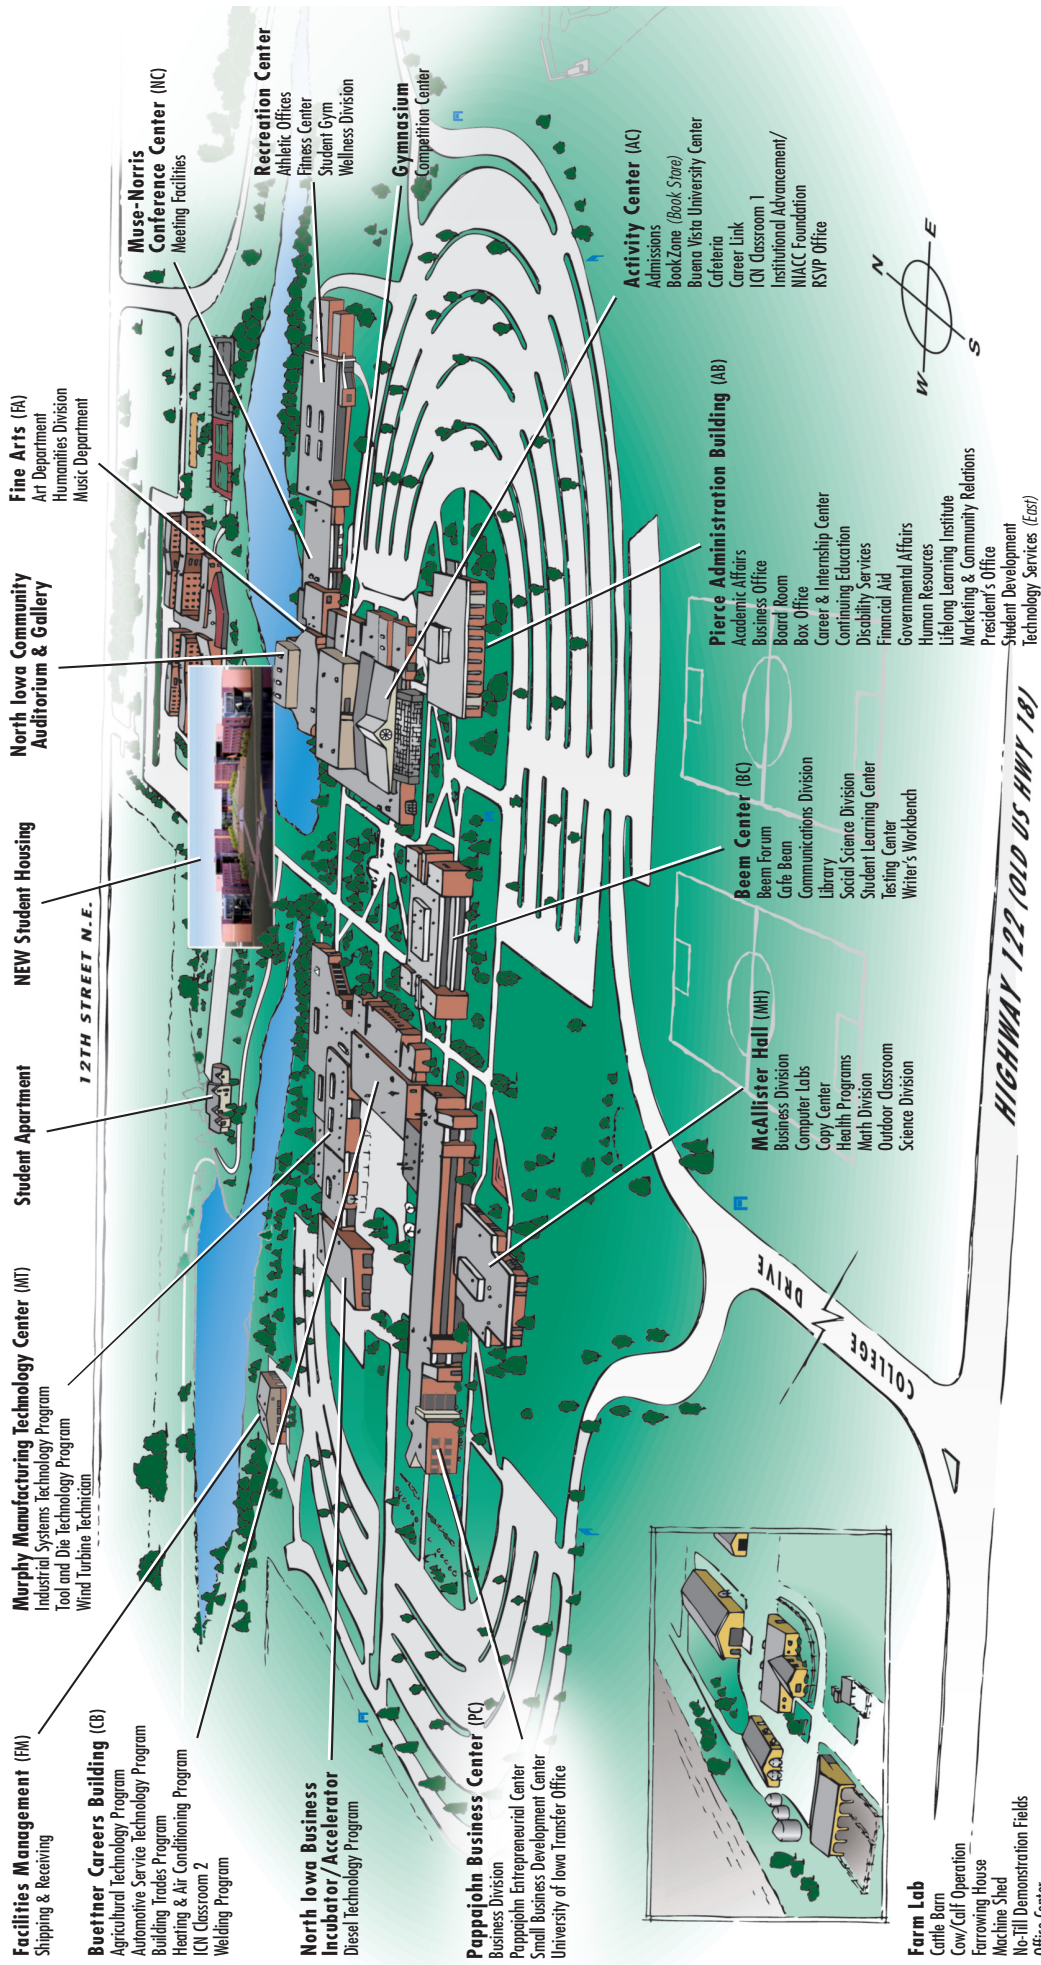 Facilities Management (FM)
Shipping & Receiving
Buettner Careers Building (CB)
Agricultural Technology Program
Automotive Service Technology Program
Building Trades Program
Heating & Air Conditioning Program
ICN Classroom 2
Welding Program
North Iowa Business
Incubator/Accelerator
Diesel Technology Program
Pappajohn Business Center (PC)
Business Division
Pappajohn Entrepreneurial Center
Small Business Development Center
University of Iowa Transfer Office
Farm Lab
Cattle Barn
Cow/Calf Operation
Farrowing House
Machine Shed
No-Till Demonstration Fields
Office Center
Murphy Manufacturing Technology Center (MT)
Industrial Systems Technology Program
Tool and Die Technology Program
Wind Turbine Technician
Student Apartment
NEW Student Housing
North Iowa Community
Auditorium & Gallery
Fine Arts (FA)
Art Department
Humanities Division
Music Department
12TH STREET N.E.
Muse-Norris
Conference Center (NC)
Meeting Facilities
Recreation Center
Athletic Offices
Fitness Center
Student Gym
Wellness Division
Gymnasium
Competition Center
Activity Center (AC)
Admissions
BookZone (Book Store)
Buena Vista University Center
Cafeteria
Career Link
ICN Classroom 1
Institutional Advancement/
NIACC Foundation
RSVP Office
Pierce Administration Building (AB)
Academic Affairs
Business Office
Board Room
Box Office
Career & Internship Center
Continuing Education
Disability Services
Financial Aid
Governmental Affairs
Human Resources
Lifelong Learning Institute
Marketing & Community Relations
President's Office
Student Development
Technology Services (East)
Beem Center (BC)
Beem Forum
Cafe Bean
Communications Division
Library
Social Science Division
Student Learning Center
Testing Center
Writer's Workbench
McAllister Hall (MH)
Business Division
Computer Labs
Copy Center
Health Programs
Math Division
Outdoor Classroom
Science Division
COLLEGE DRIVE
HIGHWAY 122 (OLD US HWY 18)
N
E
S
W